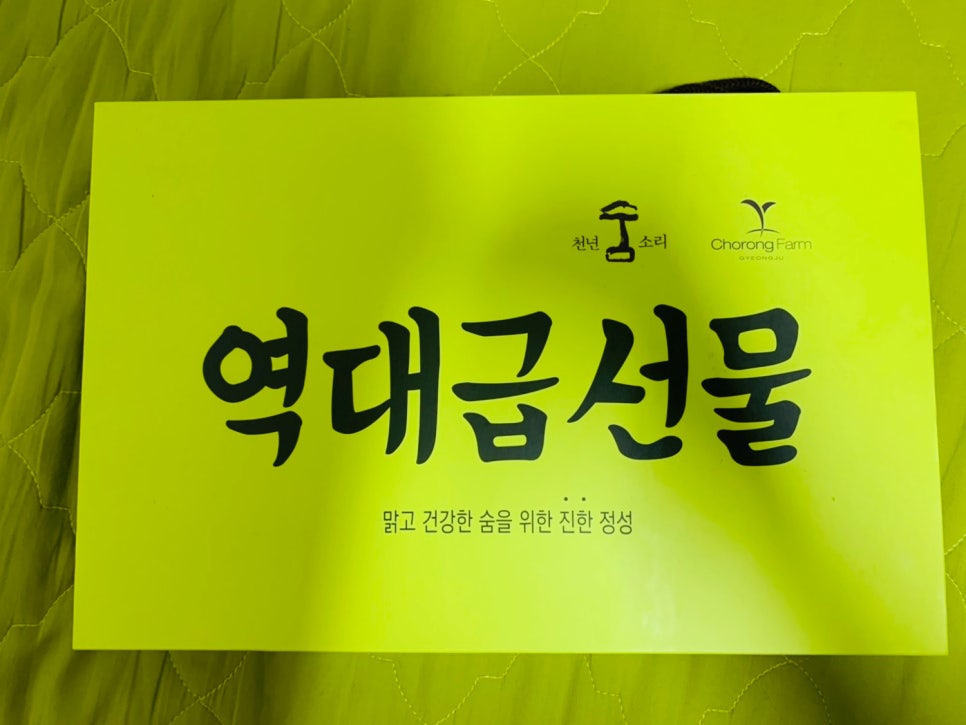 천년 숨 소리
Chorong Farm
GYEONGJU
역대급선물
맑고 건강한 숨을 위한 진한 정성